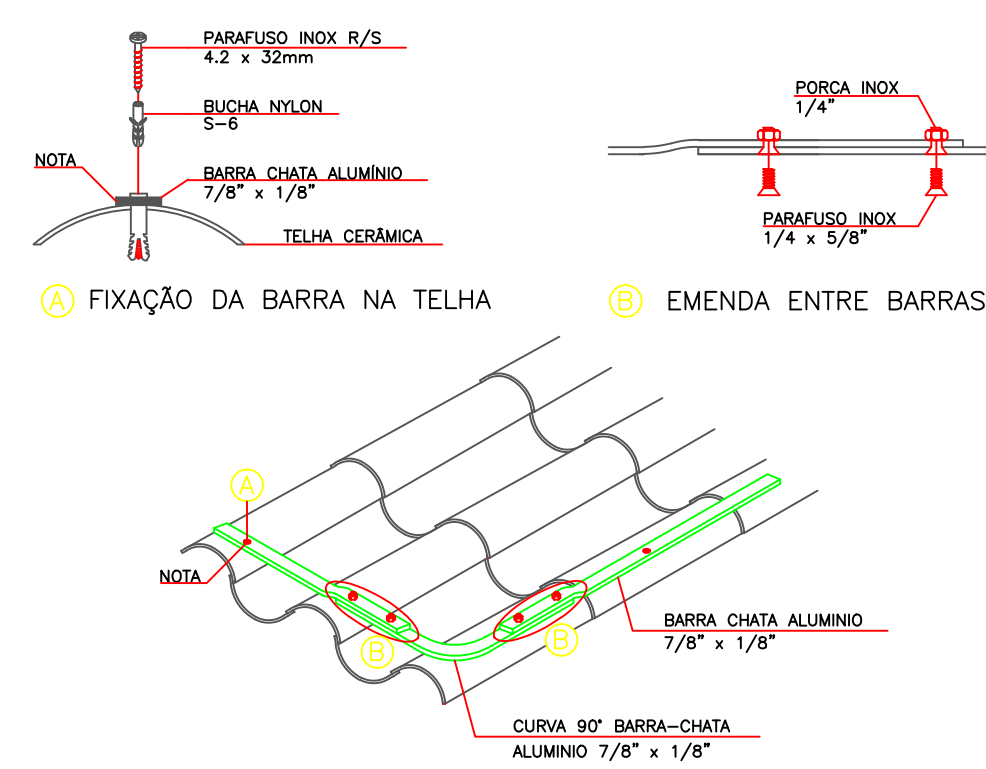 PARAFUSO INOX R/S
4.2 x 32mm
BUCHA NYLON
S-6
NOTA
BARRA CHATA ALUMÍNIO
7/8" x 1/8"
TELHA CERÂMICA
A FIXAÇÃO DA BARRA NA TELHA
PORCA INOX
1/4"
PARAFUSO INOX
1/4 x 5/8"
B EMENDA ENTRE BARRAS
A
NOTA
B
B
BARRA CHATA ALUMINIO
7/8" x 1/8"
CURVA 90° BARRA-CHATA
ALUMINIO 7/8" x 1/8"